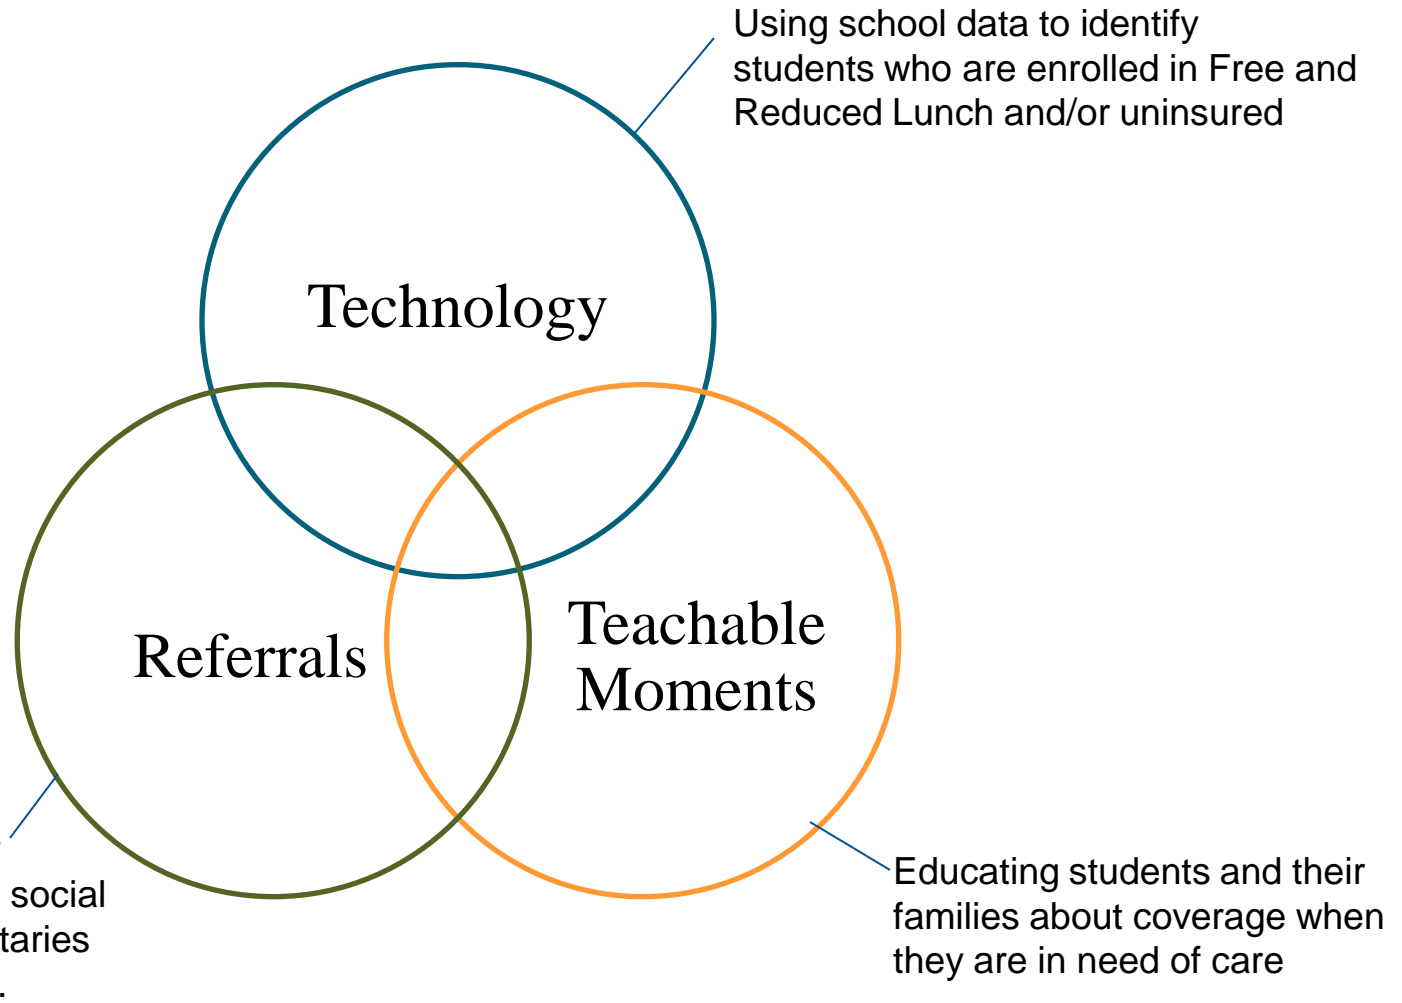 Using school data to identify
students who are enrolled in Free and
Reduced Lunch and/or uninsured
Technology
Referrals
Teachable
Moments
social
Educating students and their
families about coverage when
they are in need of care